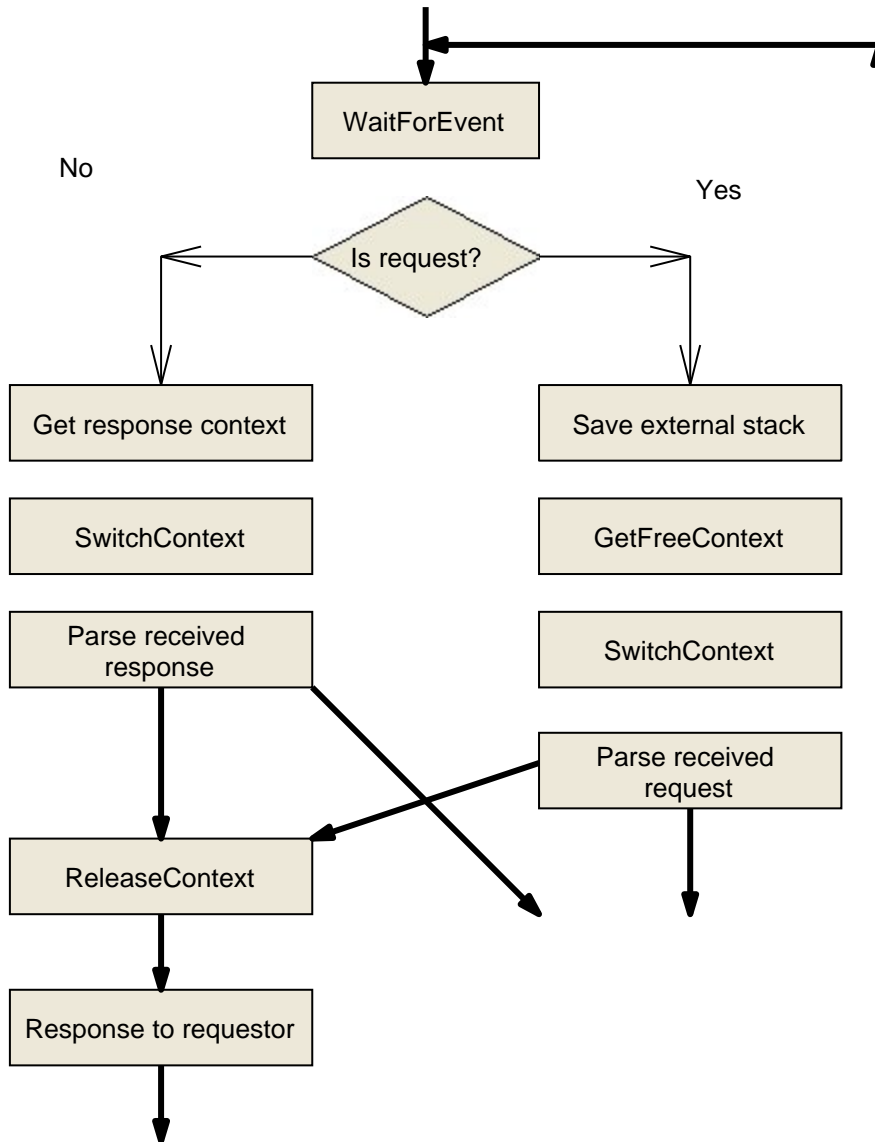 WaitForEvent
No
Yes
Is request?
Get response context
Save external stack
SwitchContext
GetFreeContext
Parse received
response
SwitchContext
Parse received
request
ReleaseContext
Response to requestor